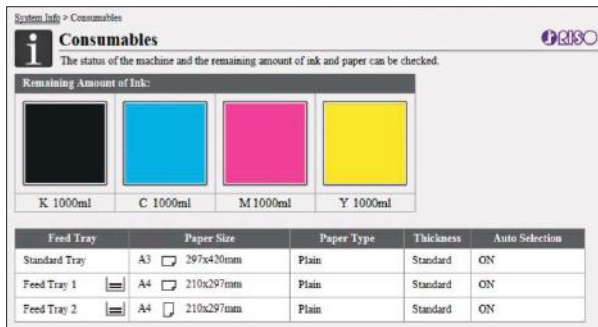 System Info > Consumables
i Consumables RISO
The status of the machine and the remaining amount of ink and paper can be checked.
Remaining Amount of Ink:
K 1000ml C 1000ml M 1000ml Y 1000ml
Feed Tray Paper Size Paper Type Thickness Auto Selection
Standard Tray A3 297x420mm Plain Standard ON
Feed Tray 1 A4 210x297mm Plain Standard ON
Feed Tray 2 A4 210x297mm Plain Standard ON